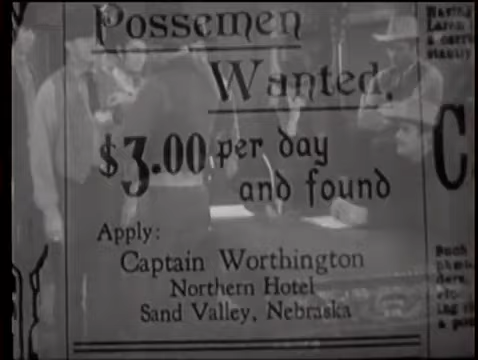 Possemen
Wanted.
$3.00 per day
and found
Apply:
Captain Worthington
Northern Hotel
Sand Valley, Nebraska
C